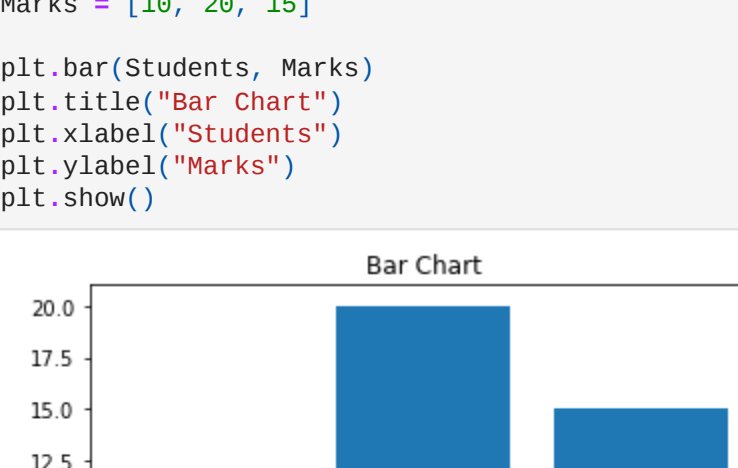 Marks = [10, 20, 15]
plt.bar(Students, Marks)
plt.title("Bar Chart")
plt.xlabel("Students")
plt.ylabel("Marks")
plt.show()
Bar Chart
20.0
17.5
15.0
12.5